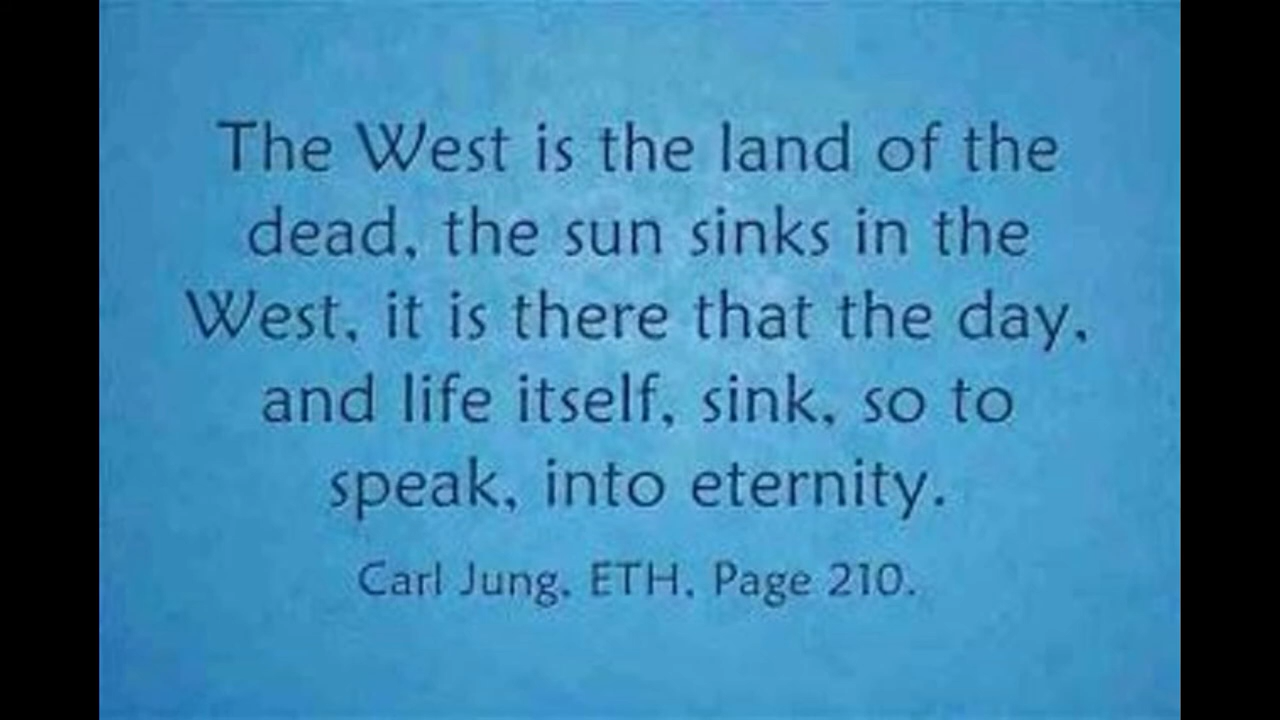 The West is the land of the
dead, the sun sinks in the
West, it is there that the day,
and life itself, sink, so to
speak, into eternity.
Carl Jung, ETH, Page 210.